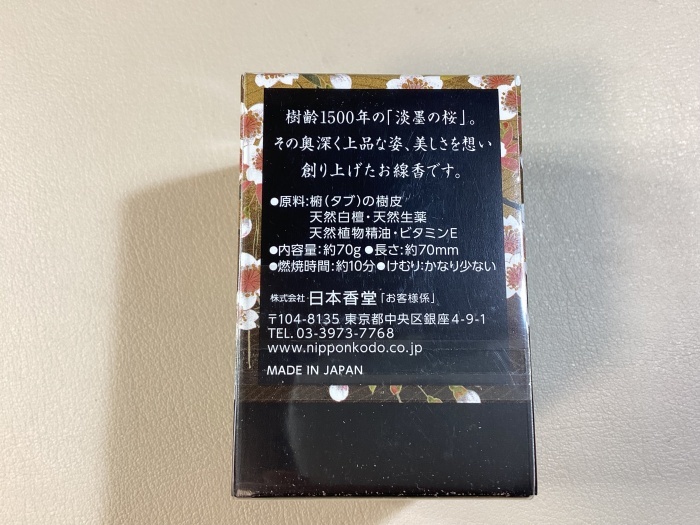 樹齢1500年の「淡墨の桜」。
その奥深く上品な姿、美しさを想い
創り上げたお線香です。
●原料:椨(タブ)の樹皮
天然白檀・天然生薬
天然植物精油・ビタミンE
●内容量:約70g ●長さ:約70mm
●燃焼時間:約10分 ●けむり:かなり少ない
株式会社 日本香堂 「お客様係」
〒104-8135 東京都中央区銀座4-9-1
TEL. 03-3973-7768
www.nipponkodo.co.jp
MADE IN JAPAN